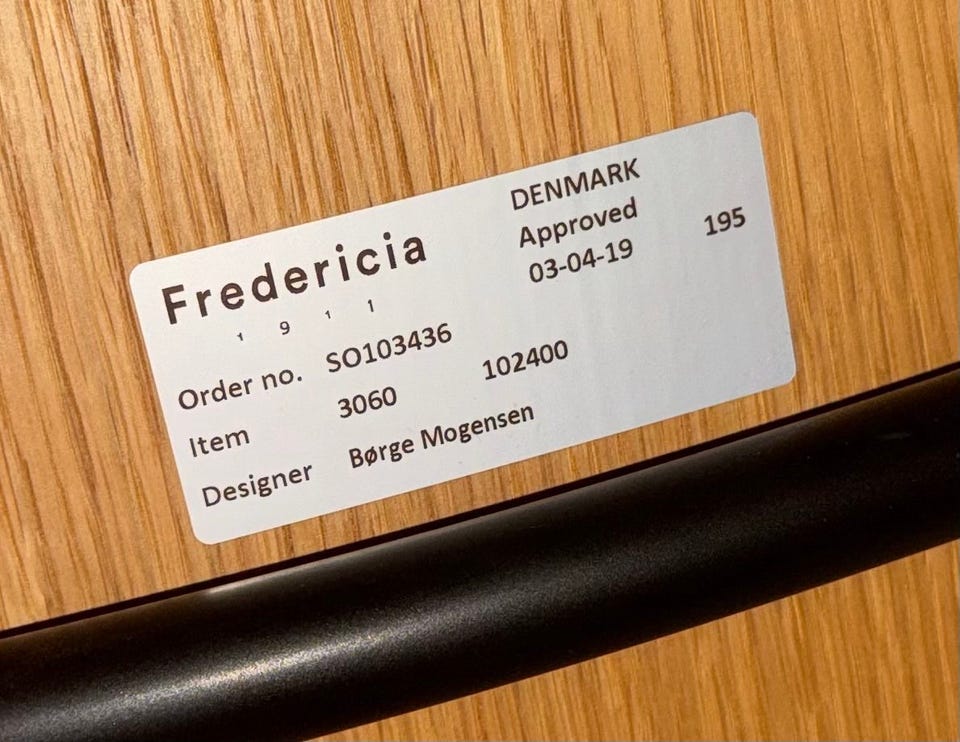 Fredericia
1 9 1 1
DENMARK
Approved
03-04-19 195
Order no. SO103436
Item 3060 102400
Designer Børge Mogensen